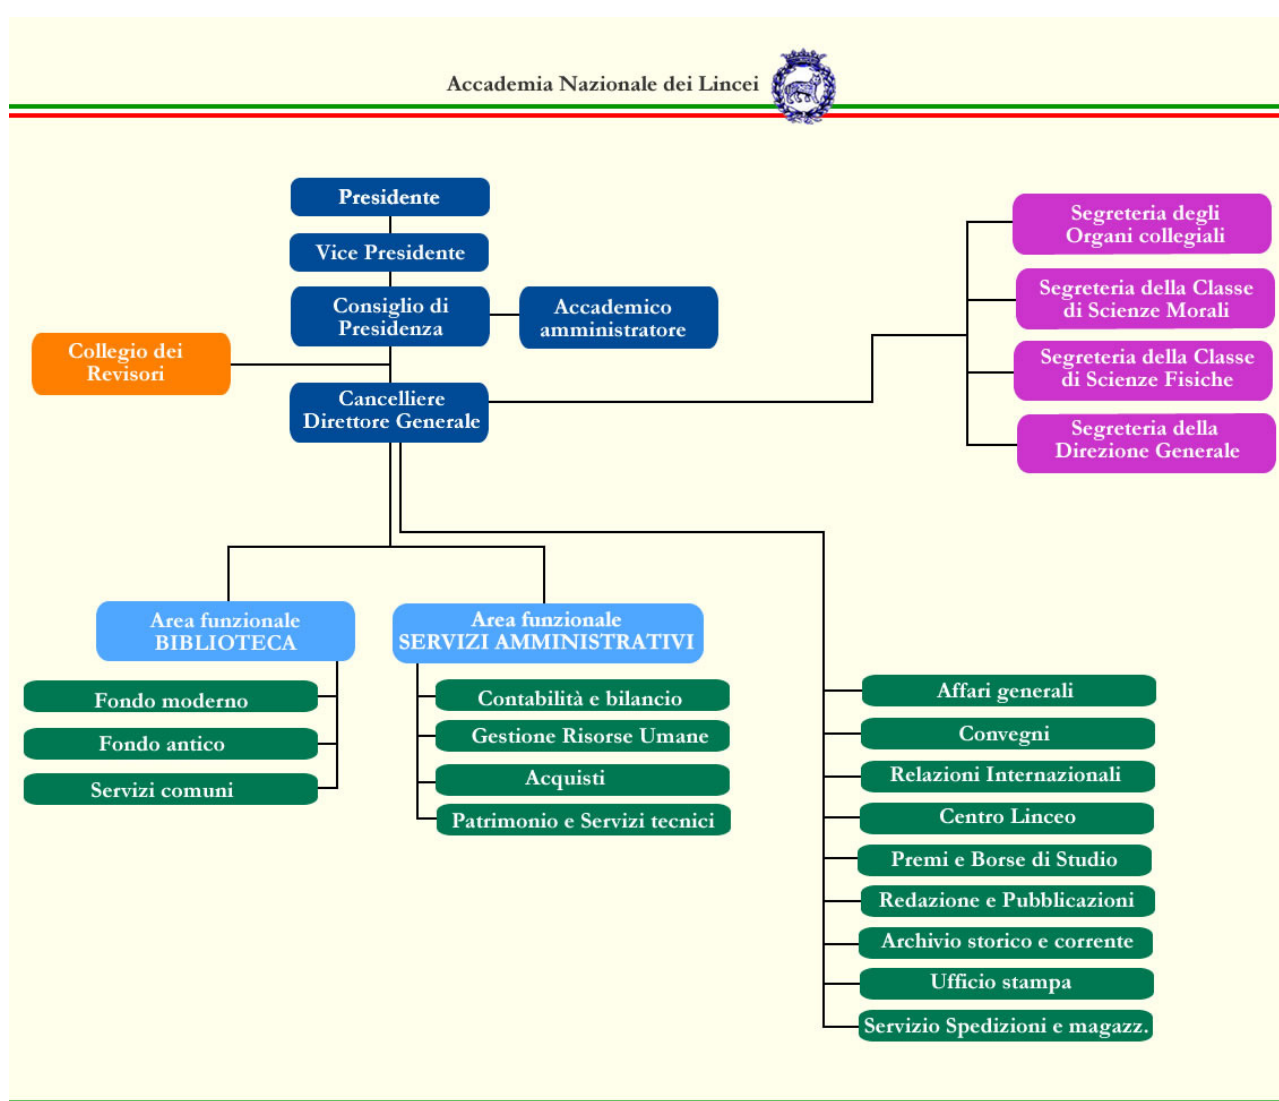 Accademia Nazionale dei Lincei
Presidente
Vice Presidente
Consiglio di
Presidenza
Accademico
amministratore
Collegio dei
Revisori
Cancelliere
Direttore Generale
Segreteria degli
Organi collegiali
Segreteria della Classe
di Scienze Morali
Segreteria della Classe
di Scienze Fisiche
Segreteria della
Direzione Generale
Area funzionale
BIBLIOTECA
Fondo moderno
Fondo antico
Servizi comuni
Area funzionale
SERVIZI AMMINISTRATIVI
Contabilità e bilancio
Gestione Risorse Umane
Acquisti
Patrimonio e Servizi tecnici
Affari generali
Convegni
Relazioni Internazionali
Centro Linceo
Premi e Borse di Studio
Redazione e Pubblicazioni
Archivio storico e corrente
Ufficio stampa
Servizio Spedizioni e magazz.